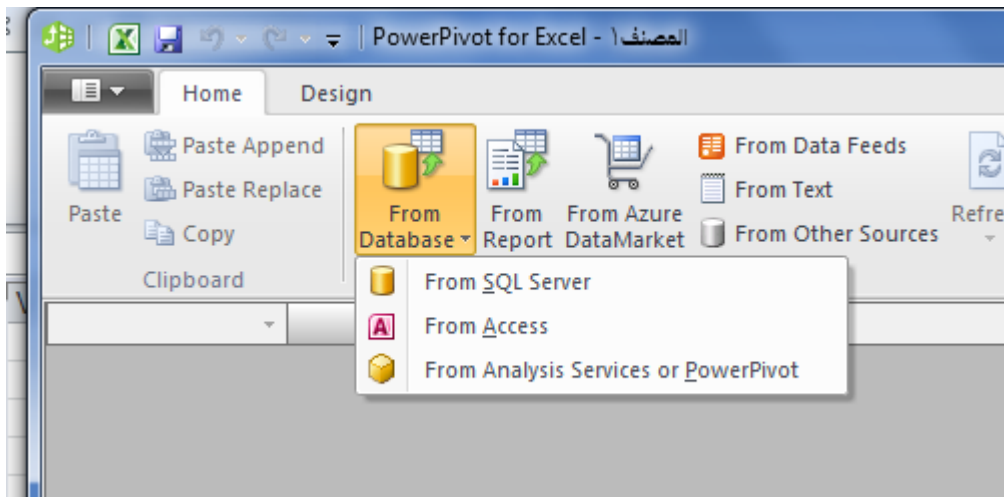 PowerPivot for Excel - المصنف١
Home Design
Paste
Paste Append
Paste Replace
Copy
Clipboard
From Database
From Report
From Azure DataMarket
From Data Feeds
From Text
From Other Sources
From SQL Server
From Access
From Analysis Services or PowerPivot